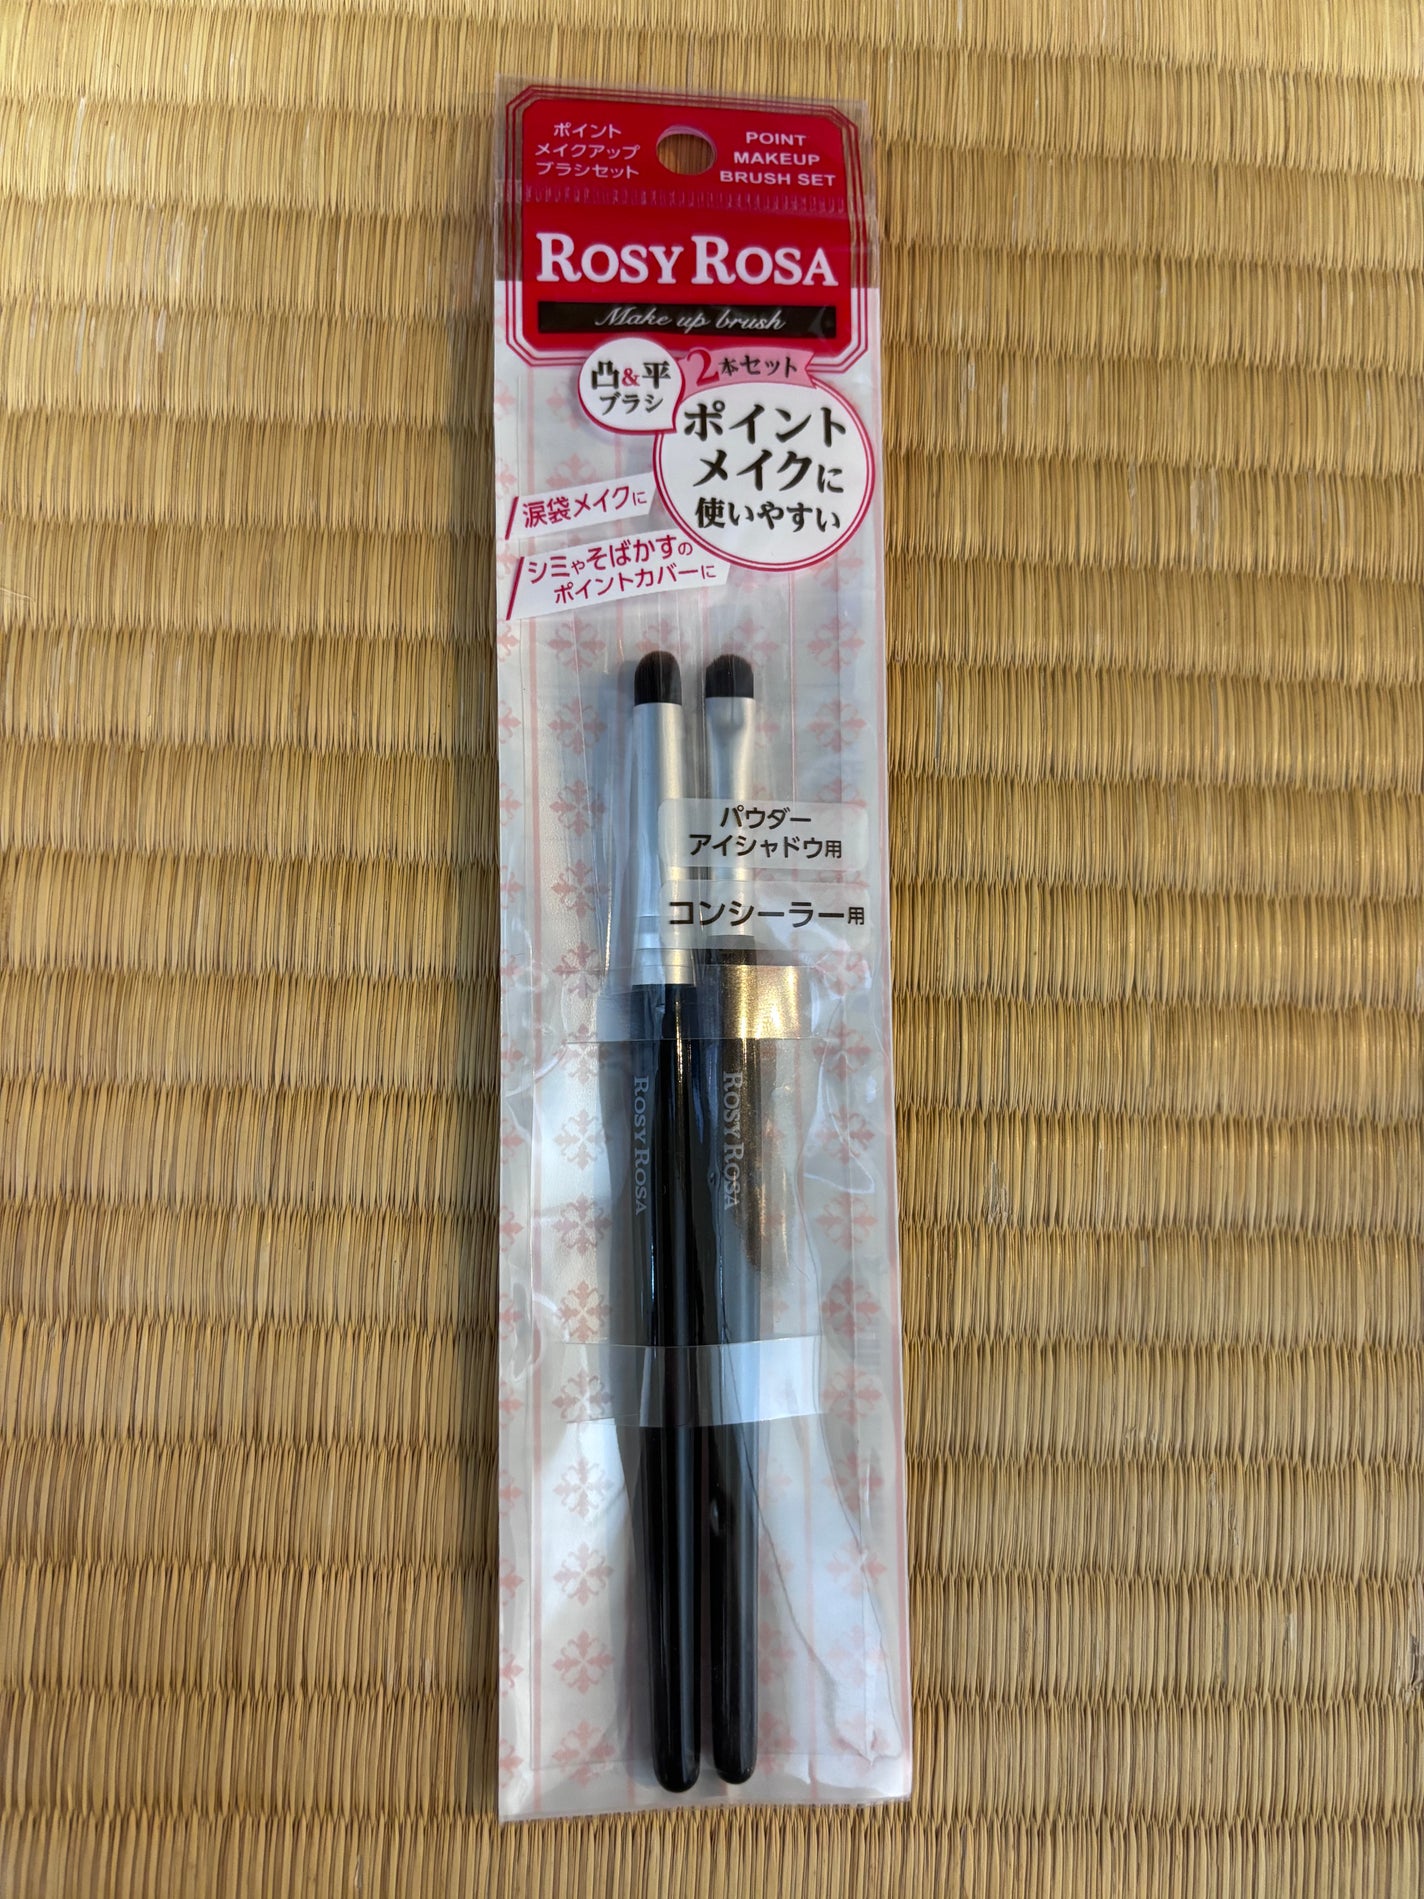 ポイント
メイクアップ
ブラシセット
POINT
MAKEUP
BRUSH SET
ROSY ROSA
Make up brush
凸&平
ブラシ
2本セット
ポイント
メイクに
使いやすい
涙袋メイクに
シミやそばかすの
ポイントカバーに
パウダー
アイシャドウ用
コンシーラー用
ROSY ROSA
ROSY ROSA